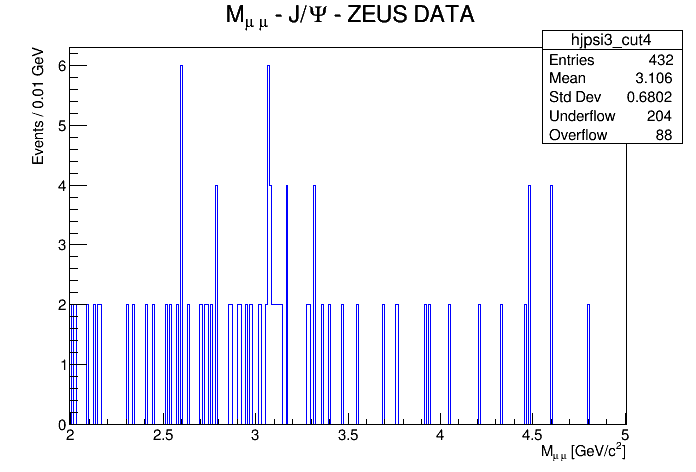 M_{μ μ} - J/Ψ - ZEUS DATA
hjpsi3_cut4
Entries 432
Mean 3.106
Std Dev 0.6802
Underflow 204
Overflow 88
Events / 0.01 GeV
6
5
4
3
2
1
0
2 2.5 3 3.5 4 4.5 5
M_{μ μ} [GeV/c²]